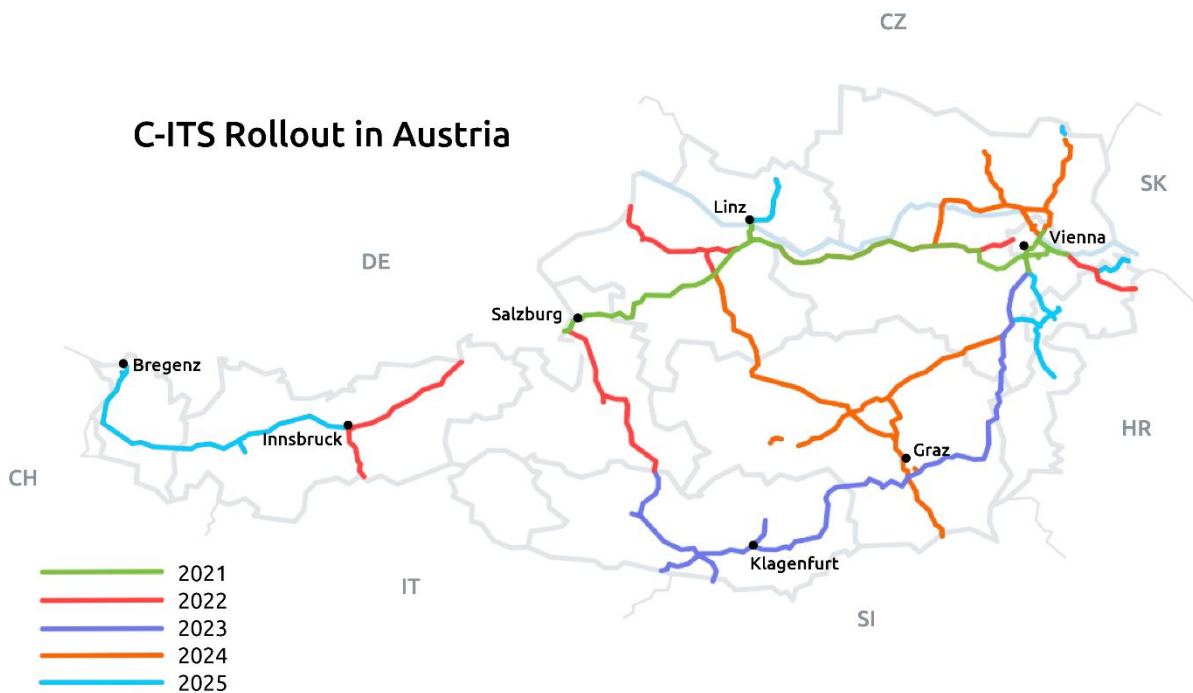 CZ
C-ITS Rollout in Austria
SK
Linz
Vienna
DE
Salzburg
Bregenz
Innsbruck
HR
Graz
CH
Klagenfurt
IT
SI
2021
2022
2023
2024
2025